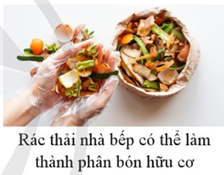 Rác thải nhà bếp có thể làm
thành phân bón hữu cơ